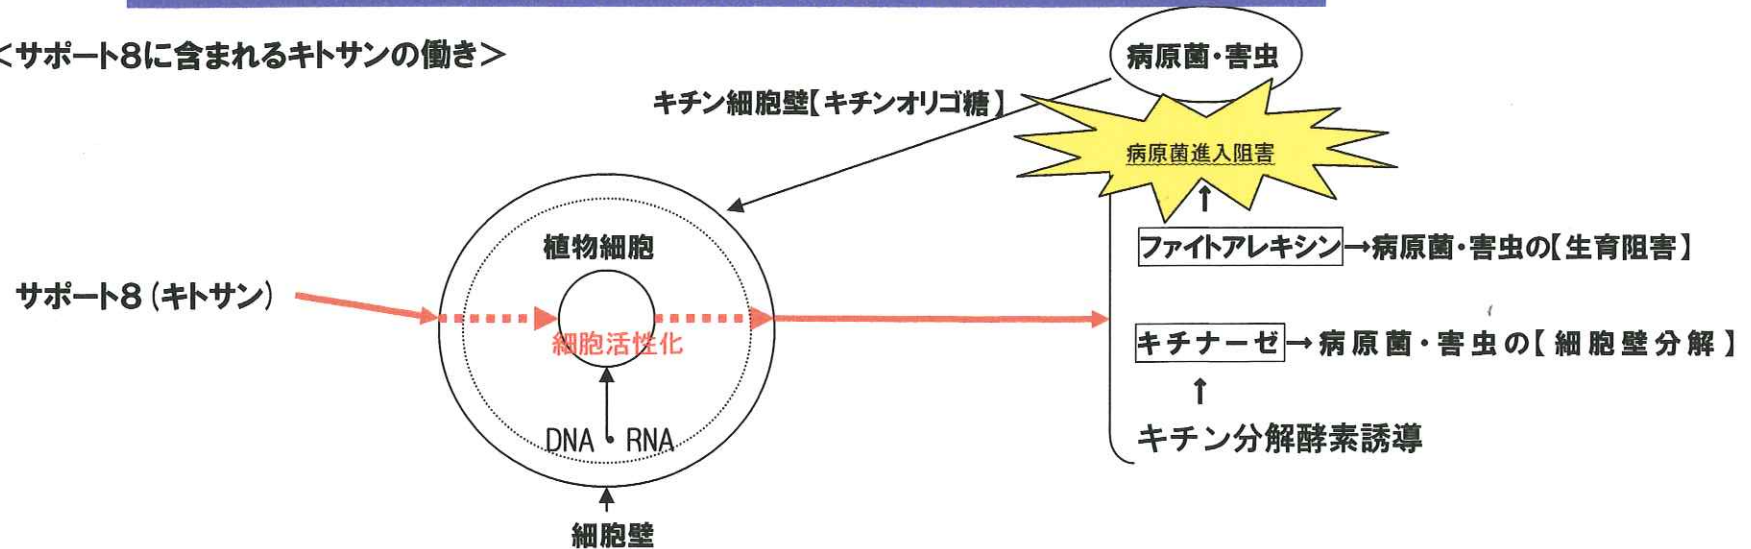 <サポート8に含まれるキトサンの働き>
病原菌・害虫
キチン細胞壁【キチンオリゴ糖】
病原菌進入阻害
↑
植物細胞
ファイトアレキシン→病原菌・害虫の【生育阻害】
サポート8(キトサン)
細胞活性化
キチナーゼ→病原菌・害虫の【細胞壁分解】
↑
DNA・RNA
キチン分解酵素誘導
細胞壁